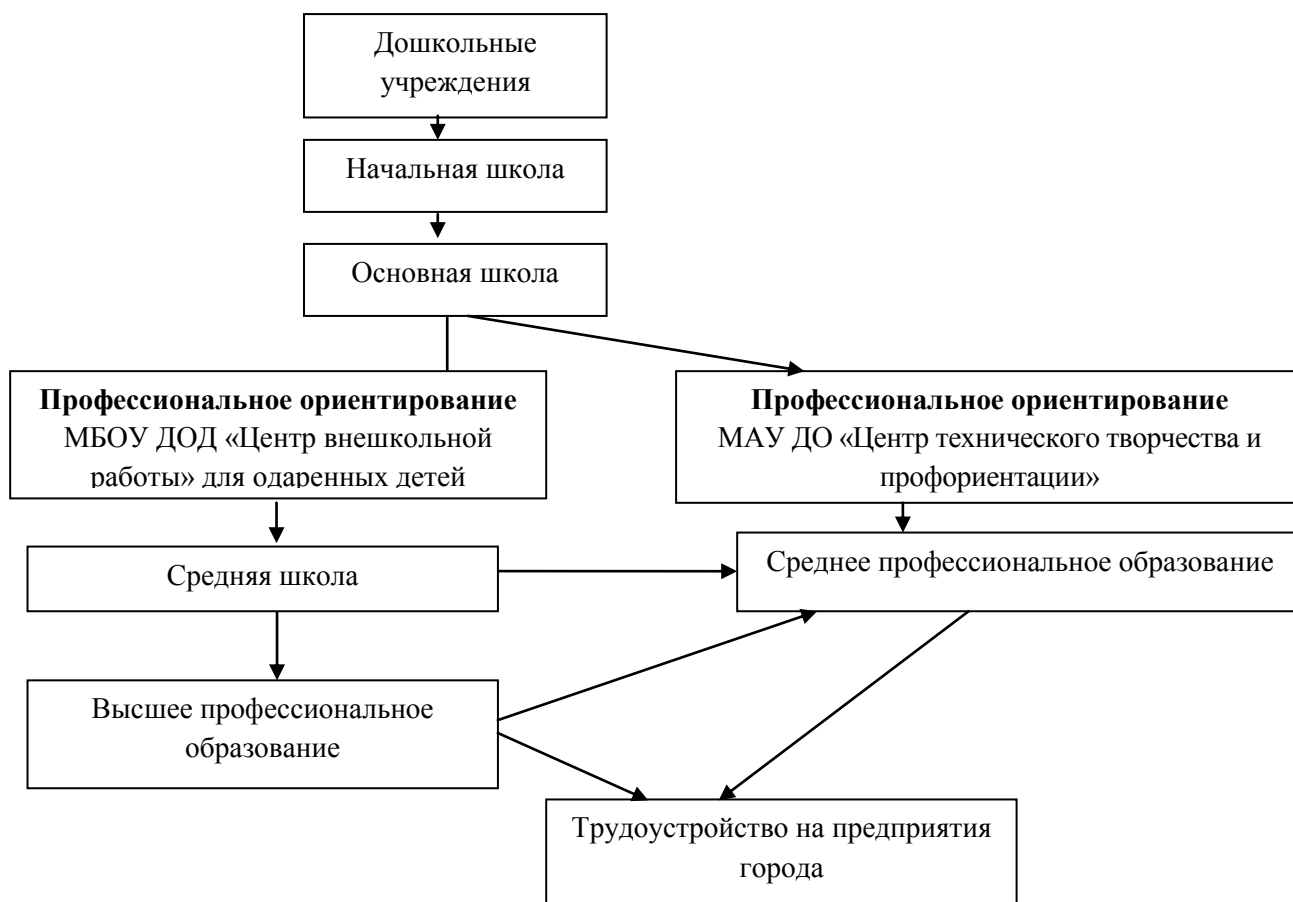 Дошкольные
учреждения
Начальная школа
Основная школа
Профессиональное ориентирование
МБОУ ДОД «Центр внешкольной
работы» для одаренных детей
Профессиональное ориентирование
МАУ ДО «Центр технического творчества и
профориентации»
Средняя школа
Среднее профессиональное образование
Высшее профессиональное
образование
Трудоустройство на предприятия
города